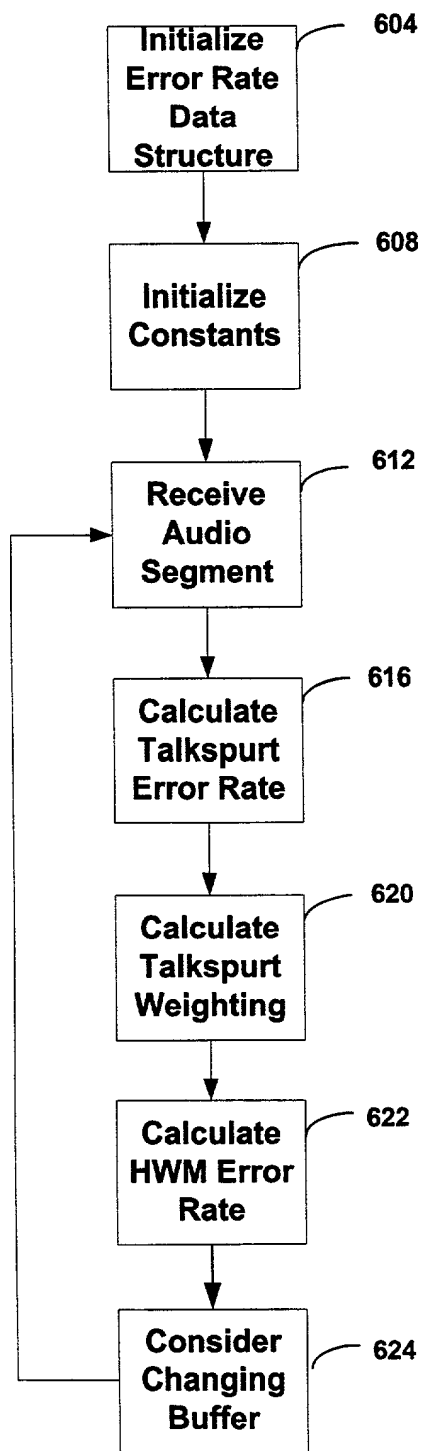 604
Initialize
Error Rate
Data
Structure
608
Initialize
Constants
612
Receive
Audio
Segment
616
Calculate
Talkspurt
Error Rate
620
Calculate
Talkspurt
Weighting
622
Calculate
HWM Error
Rate
624
Consider
Changing
Buffer